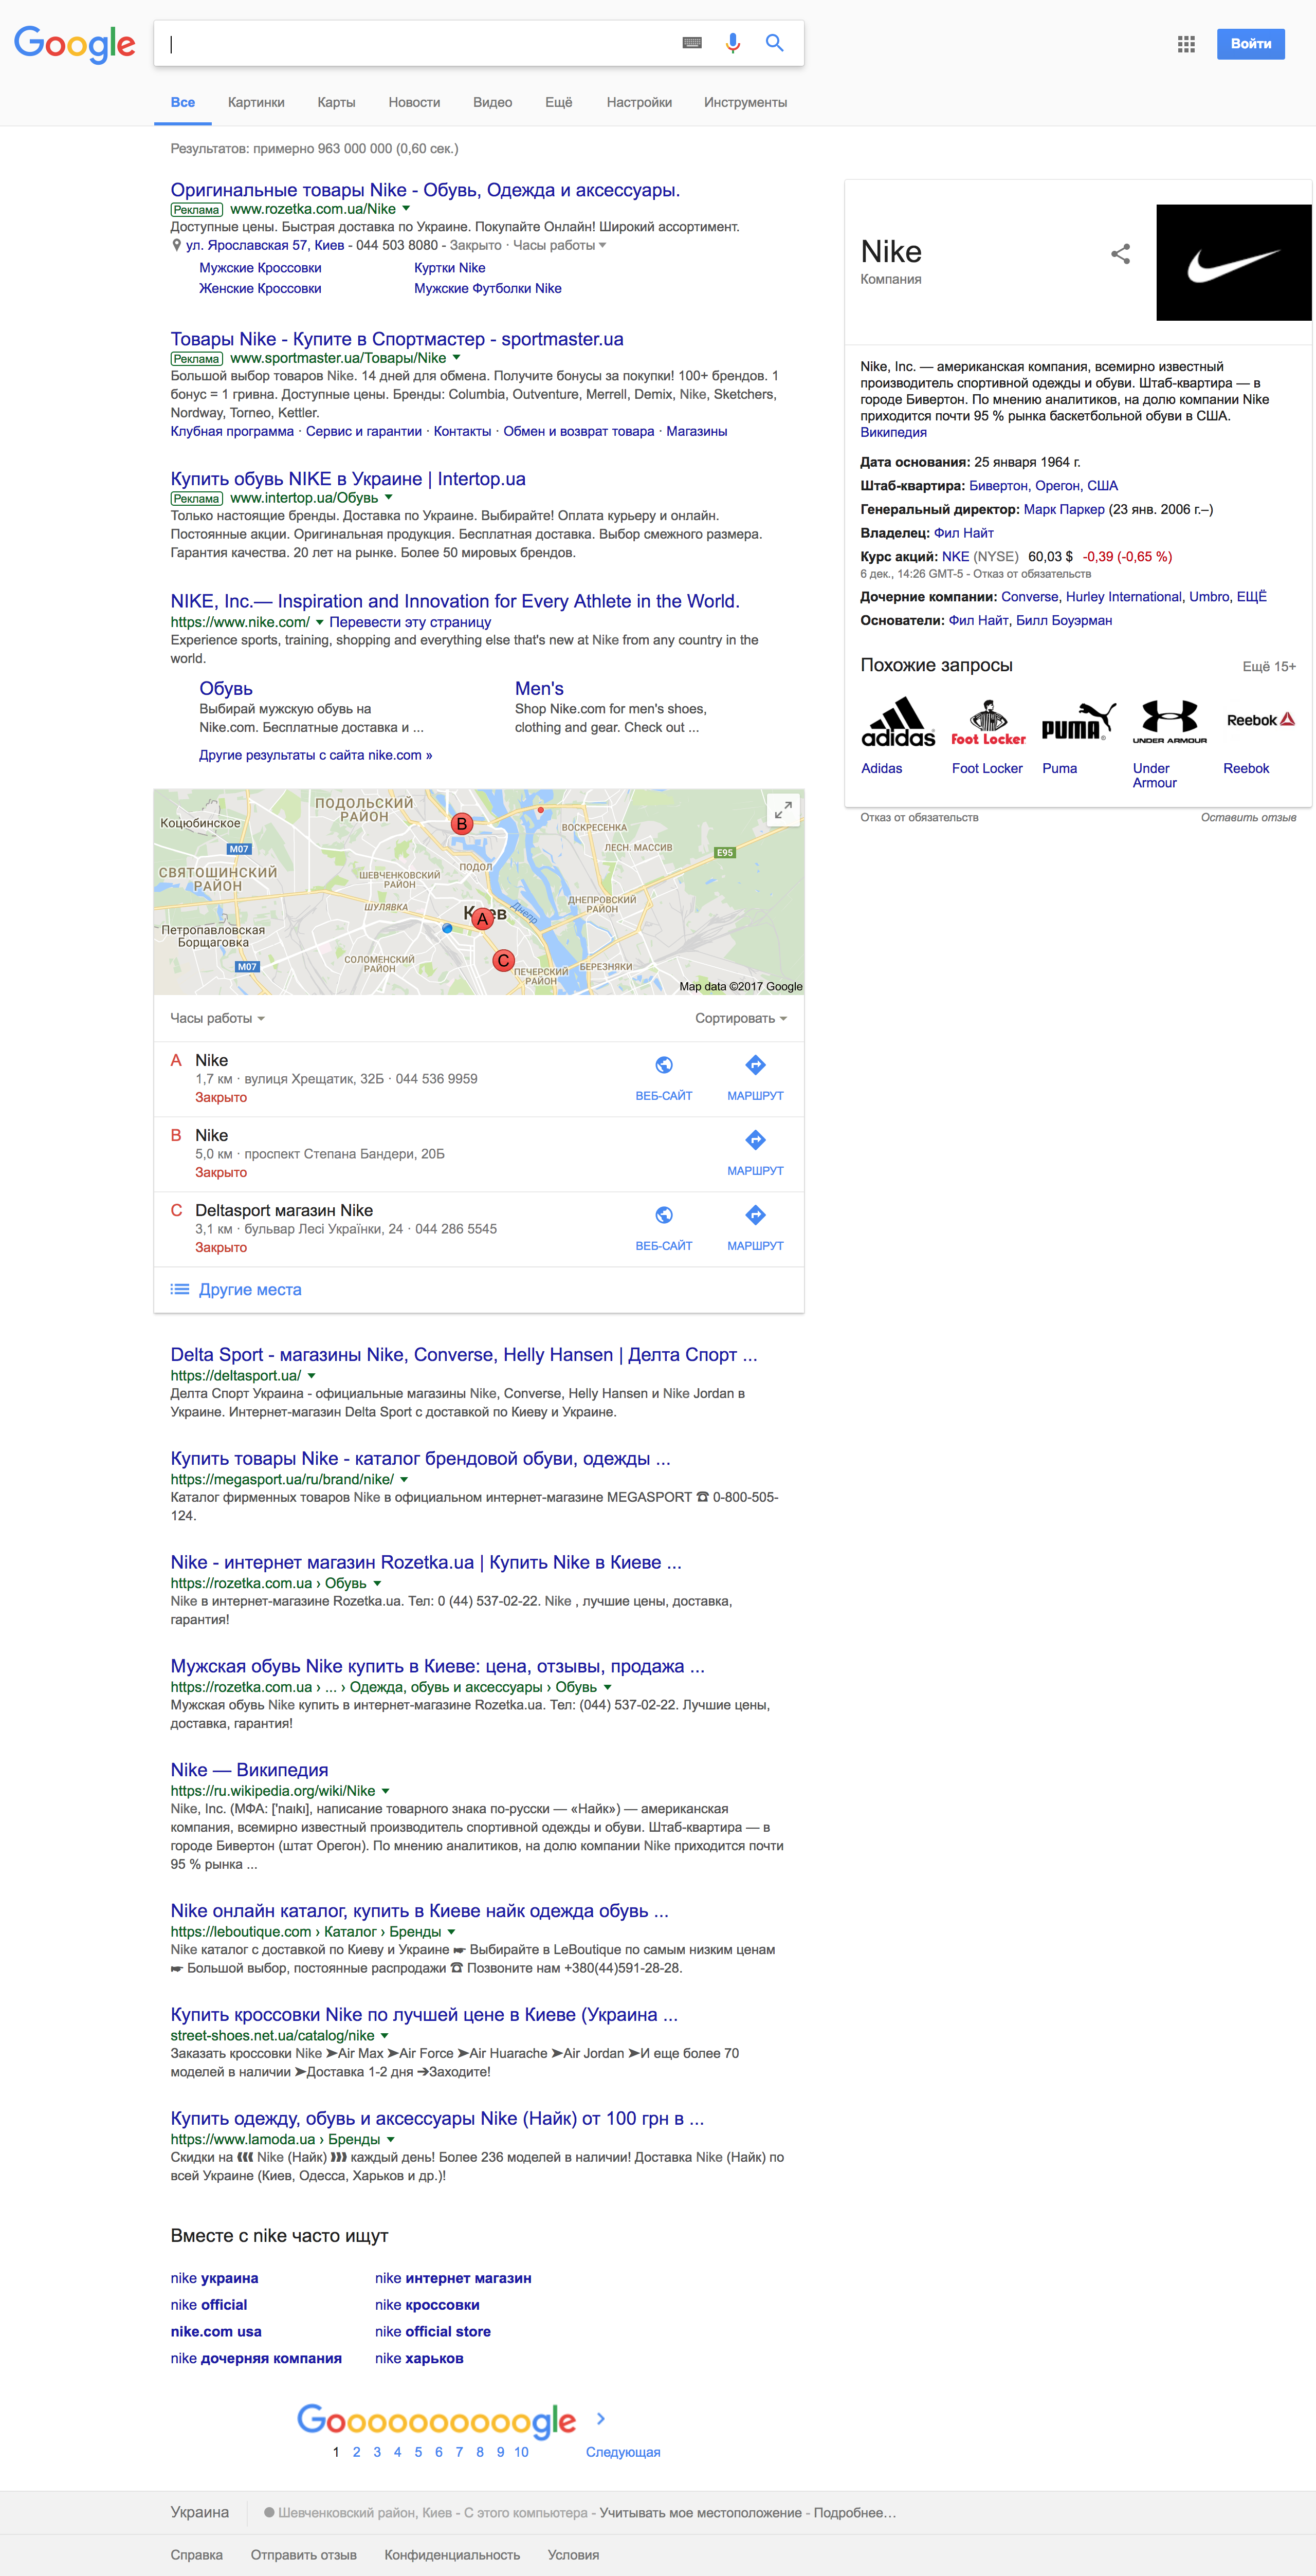 Google
Войти
Все Картинки Карты Новости Видео Ещё Настройки Инструменты
Результатов: примерно 963 000 000 (0,60 сек.)
Оригинальные товары Nike - Обувь, Одежда и аксессуары.
Реклама www.rozetka.com.ua/Nike
Доступные цены. Быстрая доставка по Украине. Покупайте Онлайн! Широкий ассортимент.
ул. Ярославская 57, Киев - 044 503 8080 - Закрыто · Часы работы
Мужские Кроссовки Куртки Nike
Женские Кроссовки Мужские Футболки Nike
Товары Nike - Купите в Спортмастер - sportmaster.ua
Реклама www.sportmaster.ua/Товары/Nike
Большой выбор товаров Nike. 14 дней для обмена. Получите бонусы за покупки! 100+ брендов. 1
бонус = 1 гривна. Доступные цены. Бренды: Columbia, Outventure, Merrell, Demix, Nike, Sketchers,
Nordway, Torneo, Kettler.
Клубная программа · Сервис и гарантии · Контакты · Обмен и возврат товара · Магазины
Купить обувь NIKE в Украине | Intertop.ua
Реклама www.intertop.ua/Обувь
Только настоящие бренды. Доставка по Украине. Выбирайте! Оплата курьеру и онлайн.
Постоянные акции. Оригинальная продукция. Бесплатная доставка. Выбор смежного размера.
Гарантия качества. 20 лет на рынке. Более 50 мировых брендов.
NIKE, Inc.— Inspiration and Innovation for Every Athlete in the World.
https://www.nike.com/ Перевести эту страницу
Experience sports, training, shopping and everything else that's new at Nike from any country in the
world.
Обувь Men's
Выбирай мужскую обувь на Shop Nike.com for men's shoes,
Nike.com. Бесплатные доставка и ... clothing and gear. Check out ...
Другие результаты с сайта nike.com »
ПОДОЛЬСКИЙ
РАЙОН
Коцюбинское
B
ВОСКРЕСЕНКА
M07
ЛЕСН. МАССИВ
E95
СВЯТОШИНСКИЙ
РАЙОН
ПОДОЛ
ШЕВЧЕНКОВСКИЙ
РАЙОН
ШУЛЯВКА
Киев
A
Днепр
ДНЕПРОВСКИЙ
РАЙОН
Петропавловская
Борщаговка
M07
СОЛОМЕНСКИЙ
РАЙОН
C
ПЕЧЕРСКИЙ
РАЙОН
БЕРЕЗНЯКИ
Map data ©2017 Google
Часы работы Сортировать
A Nike
1,7 км · вулиця Хрещатик, 32Б · 044 536 9959
Закрыто
ВЕБ-САЙТ МАРШРУТ
B Nike
5,0 км · проспект Степана Бандери, 20Б
Закрыто
МАРШРУТ
C Deltasport магазин Nike
3,1 км · бульвар Лесі Українки, 24 · 044 286 5545
Закрыто
ВЕБ-САЙТ МАРШРУТ
Другие места
Delta Sport - магазины Nike, Converse, Helly Hansen | Делта Спорт ...
https://deltasport.ua/
Делта Спорт Украина - официальные магазины Nike, Converse, Helly Hansen и Nike Jordan в
Украине. Интернет-магазин Delta Sport с доставкой по Киеву и Украине.
Купить товары Nike - каталог брендовой обуви, одежды ...
https://megasport.ua/ru/brand/nike/
Каталог фирменных товаров Nike в официальном интернет-магазине MEGASPORT ☎ 0-800-505-
124.
Nike - интернет магазин Rozetka.ua | Купить Nike в Киеве ...
https://rozetka.com.ua › Обувь
Nike в интернет-магазине Rozetka.ua. Тел: 0 (44) 537-02-22. Nike , лучшие цены, доставка,
гарантия!
Мужская обувь Nike купить в Киеве: цена, отзывы, продажа ...
https://rozetka.com.ua › ... › Одежда, обувь и аксессуары › Обувь
Мужская обувь Nike купить в интернет-магазине Rozetka.ua. Тел: (044) 537-02-22. Лучшие цены,
доставка, гарантия!
Nike — Википедия
https://ru.wikipedia.org/wiki/Nike
Nike, Inc. (МФА: ['naɪkɪ], написание товарного знака по-русски — «Найк») — американская
компания, всемирно известный производитель спортивной одежды и обуви. Штаб-квартира — в
городе Бивертон (штат Орегон). По мнению аналитиков, на долю компании Nike приходится почти
95 % рынка ...
Nike онлайн каталог, купить в Киеве найк одежда обувь ...
https://leboutique.com › Каталог › Бренды
Nike каталог с доставкой по Киеву и Украине ☛ Выбирайте в LeBoutique по самым низким ценам
☛ Большой выбор, постоянные распродажи ☎ Позвоните нам +380(44)591-28-28.
Купить кроссовки Nike по лучшей цене в Киеве (Украина ...
street-shoes.net.ua/catalog/nike
Заказать кроссовки Nike ➤Air Max ➤Air Force ➤Air Huarache ➤Air Jordan ➤И еще более 70
моделей в наличии ➤Доставка 1-2 дня ➔Заходите!
Купить одежду, обувь и аксессуары Nike (Найк) от 100 грн в ...
https://www.lamoda.ua › Бренды
Скидки на ❨❨❨ Nike (Найк) ❩❩❩ каждый день! Более 236 моделей в наличии! Доставка Nike (Найк) по
всей Украине (Киев, Одесса, Харьков и др.)!
Вместе с nike часто ищут
nike украина nike интернет магазин
nike official nike кроссовки
nike.com usa nike official store
nike дочерняя компания nike харьков
Goooooooooogle
1 2 3 4 5 6 7 8 9 10 Следующая
Nike
Компания
Nike, Inc. — американская компания, всемирно известный
производитель спортивной одежды и обуви. Штаб-квартира — в
городе Бивертон. По мнению аналитиков, на долю компании Nike
приходится почти 95 % рынка баскетбольной обуви в США.
Википедия
Дата основания: 25 января 1964 г.
Штаб-квартира: Бивертон, Орегон, США
Генеральный директор: Марк Паркер (23 янв. 2006 г.–)
Владелец: Фил Найт
Курс акций: NKE (NYSE) 60,03 $ -0,39 (-0,65 %)
6 дек., 14:26 GMT-5 - Отказ от обязательств
Дочерние компании: Converse, Hurley International, Umbro, ЕЩЁ
Основатели: Фил Найт, Билл Боуэрман
Похожие запросы Ещё 15+
adidas Foot Locker PUMA UNDER ARMOUR Reebok
Adidas Foot Locker Puma Under Reebok
Armour
Отказ от обязательств Оставить отзыв
Украина Шевченковский район, Киев - С этого компьютера - Учитывать мое местоположение - Подробнее…
Справка Отправить отзыв Конфиденциальность Условия